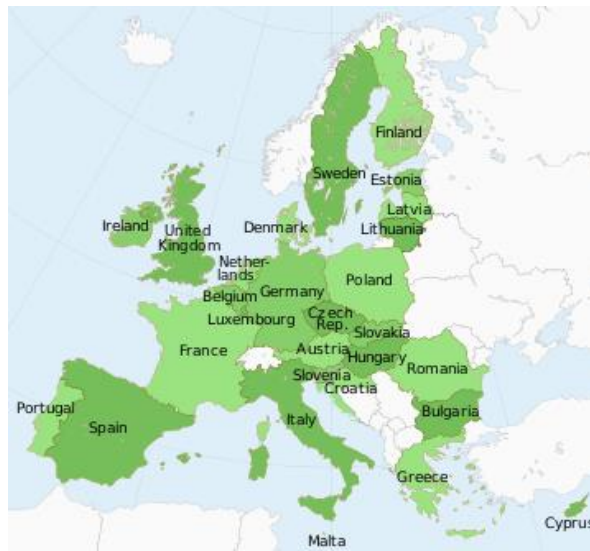 Finland
Sweden
Estonia
Latvia
Lithuania
Ireland
United
Kingdom
Denmark
Nether-
lands
Poland
Belgium
Germany
Luxembourg
Czech
Rep.
Slovakia
France
Austria
Hungary
Slovenia
Romania
Croatia
Portugal
Spain
Italy
Bulgaria
Greece
Cyprus
Malta